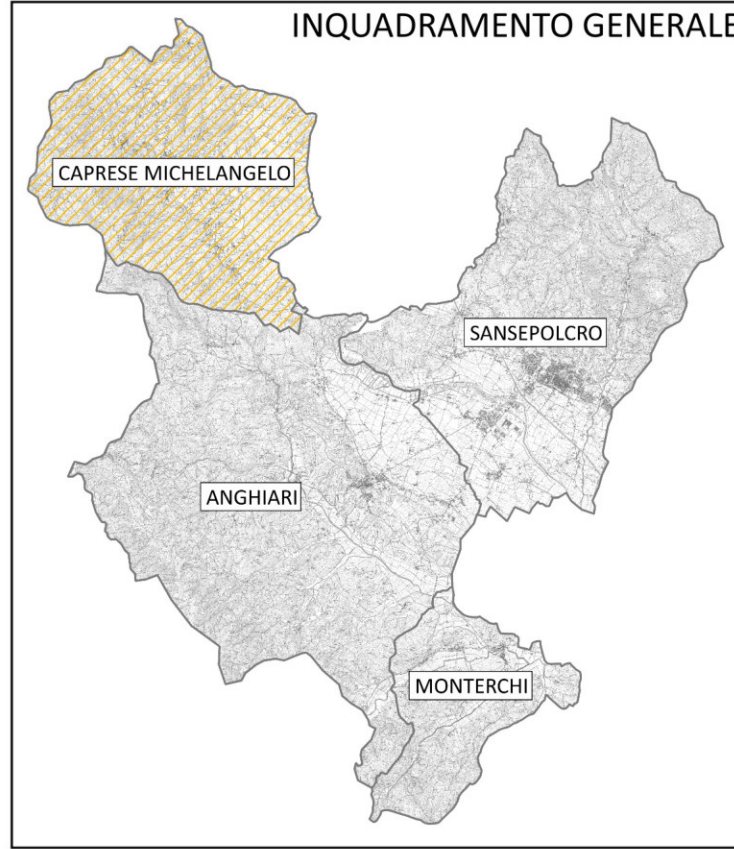 INQUADRAMENTO GENERALE
CAPRESE MICHELANGELO
SANSEPOLCRO
ANGHIARI
MONTERCHI